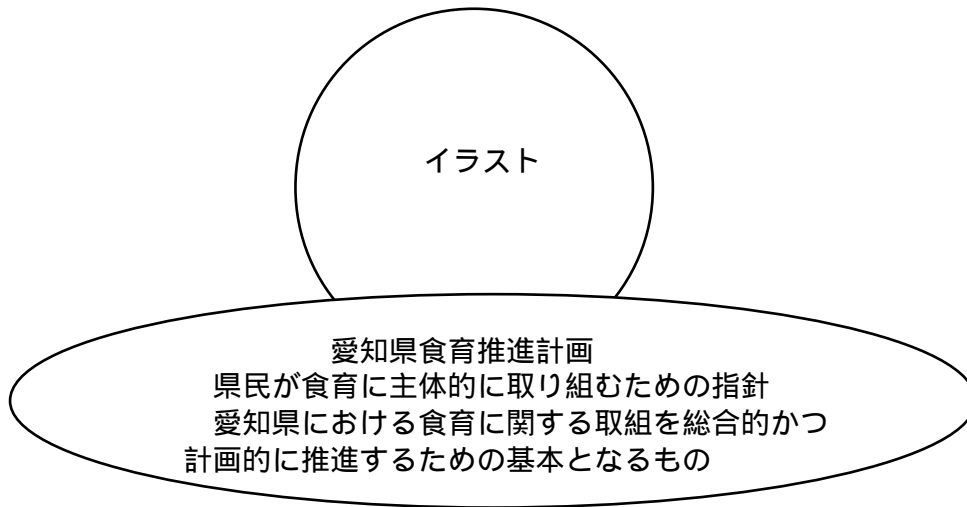 イラスト
愛知県食育推進計画
県民が食育に主体的に取り組むための指針
愛知県における食育に関する取組を総合的かつ
計画的に推進するための基本となるもの